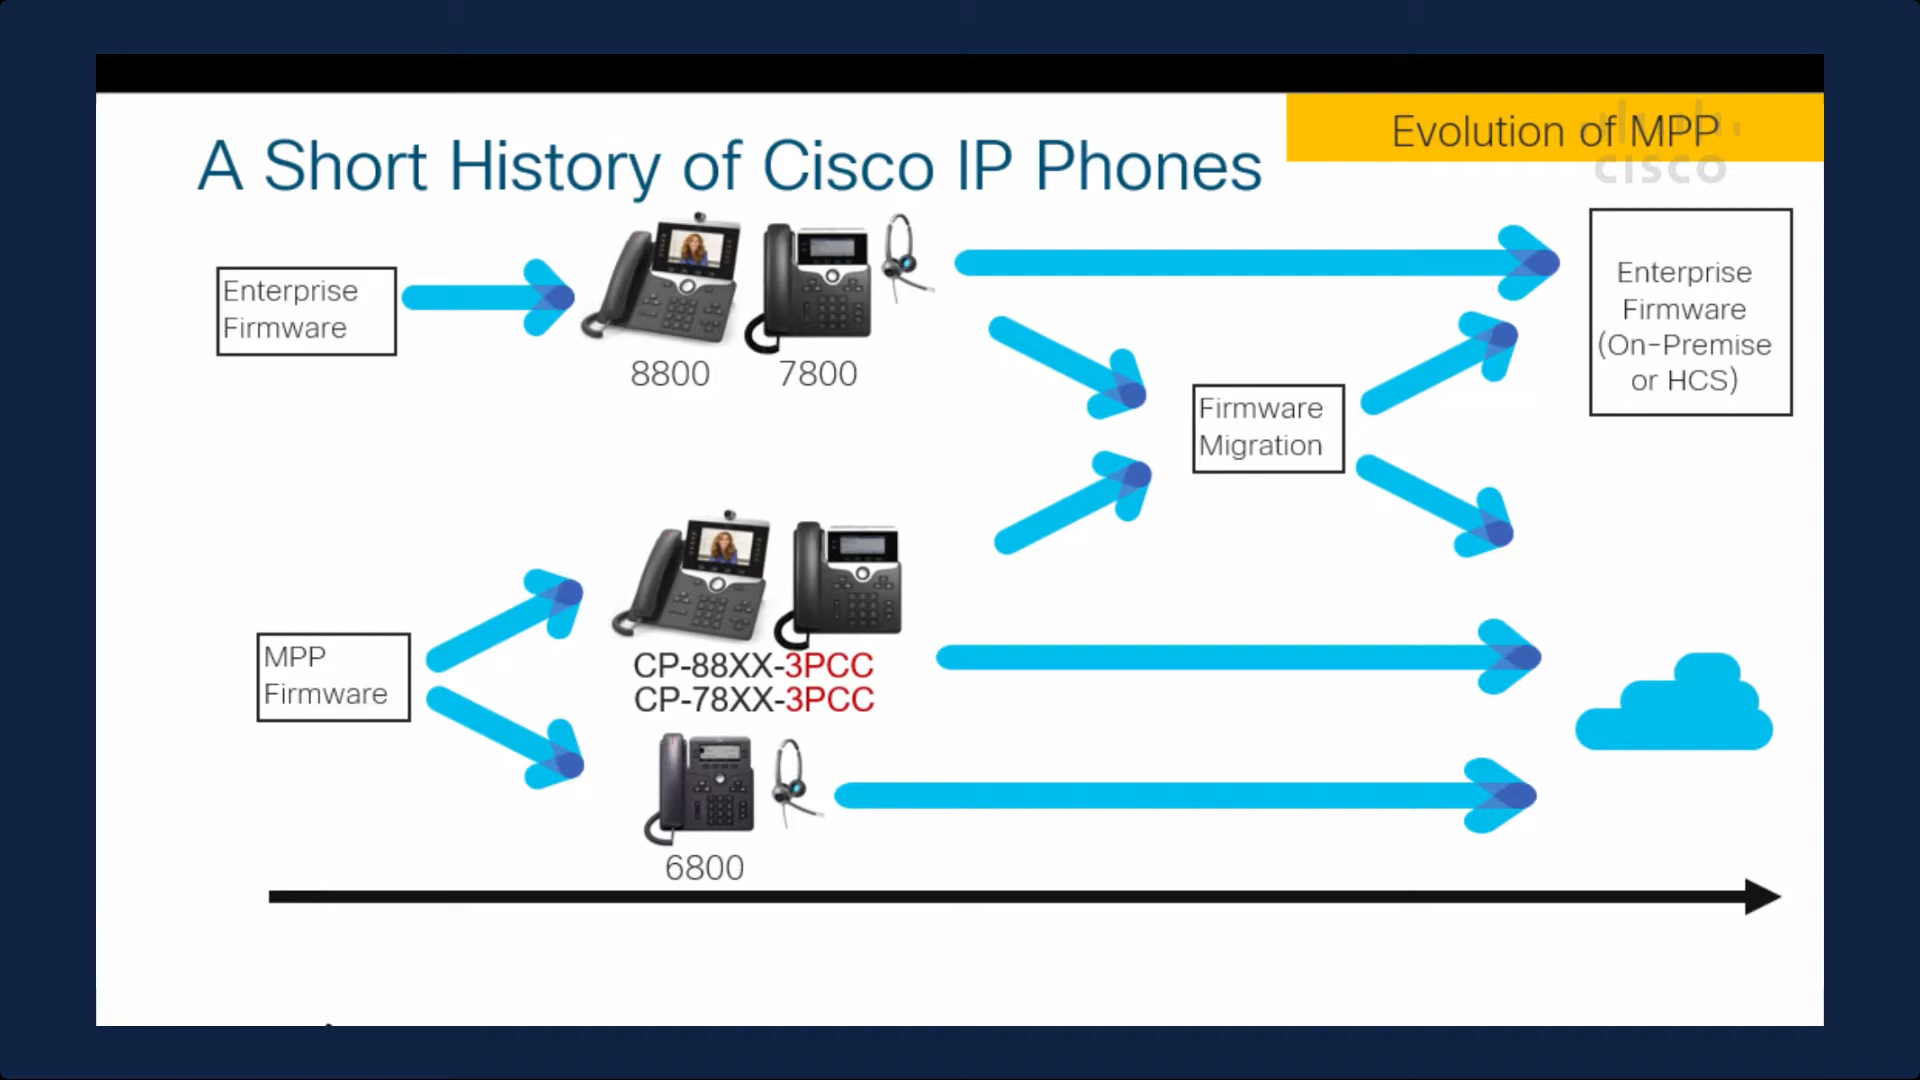 Evolution of MPP
CISCO
A Short History of Cisco IP Phones
Enterprise
Firmware
8800
7800
Enterprise
Firmware
(On-Premise
or HCS)
Firmware
Migration
MPP
Firmware
CP-88XX-3PCC
CP-78XX-3PCC
6800